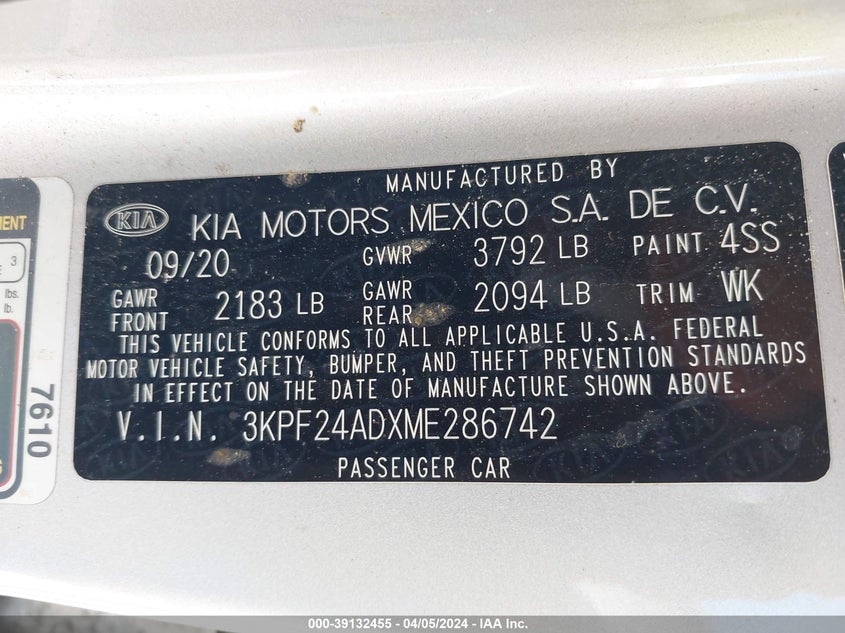 MANUFACTURED BY
KIA KIA MOTORS MEXICO S.A. DE C.V.
09/20 GVWR 3792 LB PAINT 4SS
GAWR FRONT 2183 LB GAWR REAR 2094 LB TRIM WK
THIS VEHICLE CONFORMS TO ALL APPLICABLE U.S.A. FEDERAL
MOTOR VEHICLE SAFETY, BUMPER, AND THEFT PREVENTION STANDARDS
IN EFFECT ON THE DATE OF MANUFACTURE SHOWN ABOVE.
V.I.N. 3KPF24ADXME286742
PASSENGER CAR
3
lbs.
lb.
7610
000-39132455 - 04/05/2024 - IAA Inc.